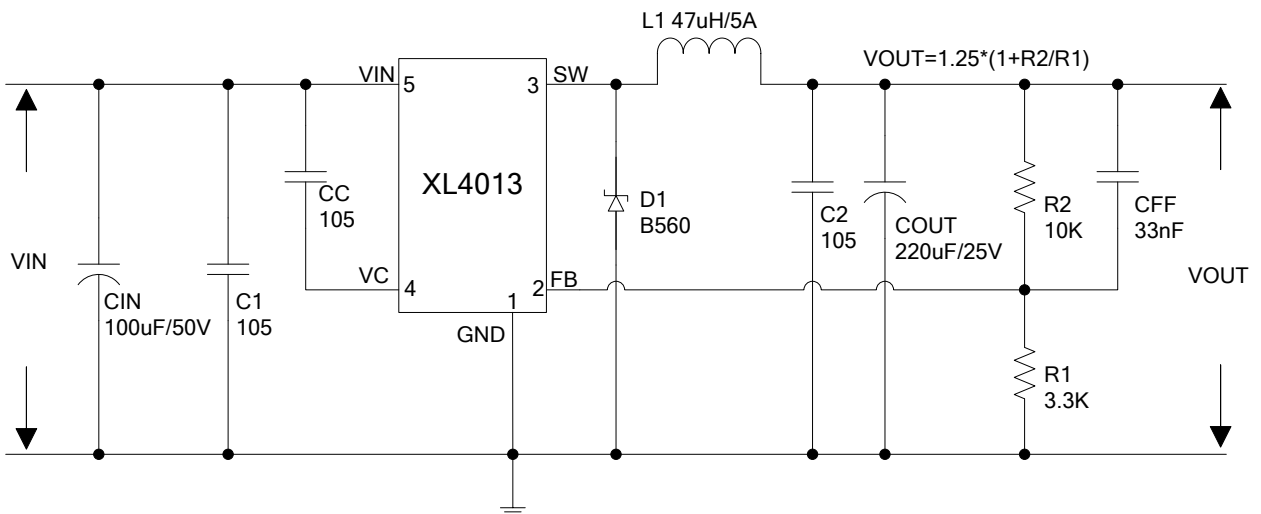 L1 47uH/5A
VOUT=1.25*(1+R2/R1)
VIN
5
3
SW
XL4013
CC
105
D1
B560
C2
105
COUT
220uF/25V
R2
10K
CFF
33nF
VIN
VC
4
2
FB
VOUT
CIN
100uF/50V
C1
105
1
GND
R1
3.3K